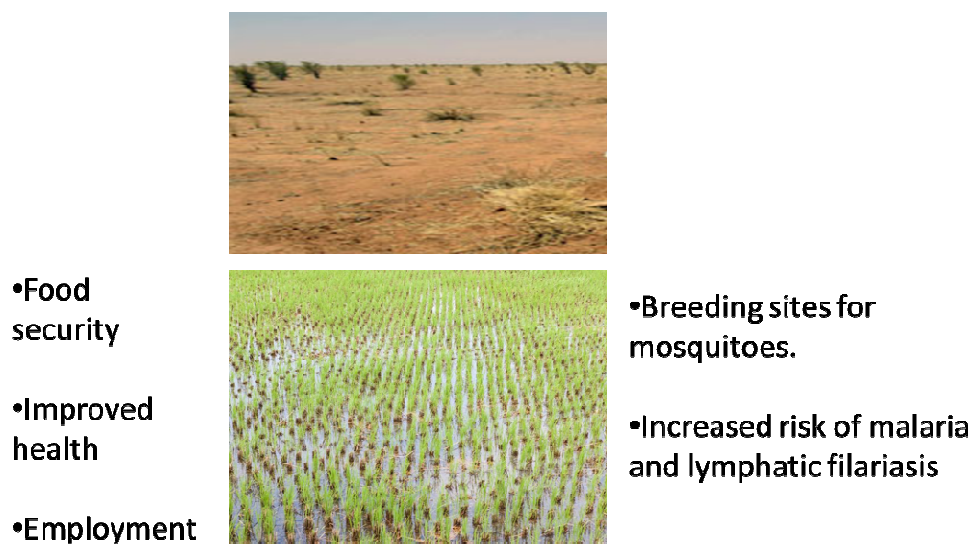 •Food
security
•Improved
health
•Employment
•Breeding sites for
mosquitoes.
•Increased risk of malaria
and lymphatic filariasis